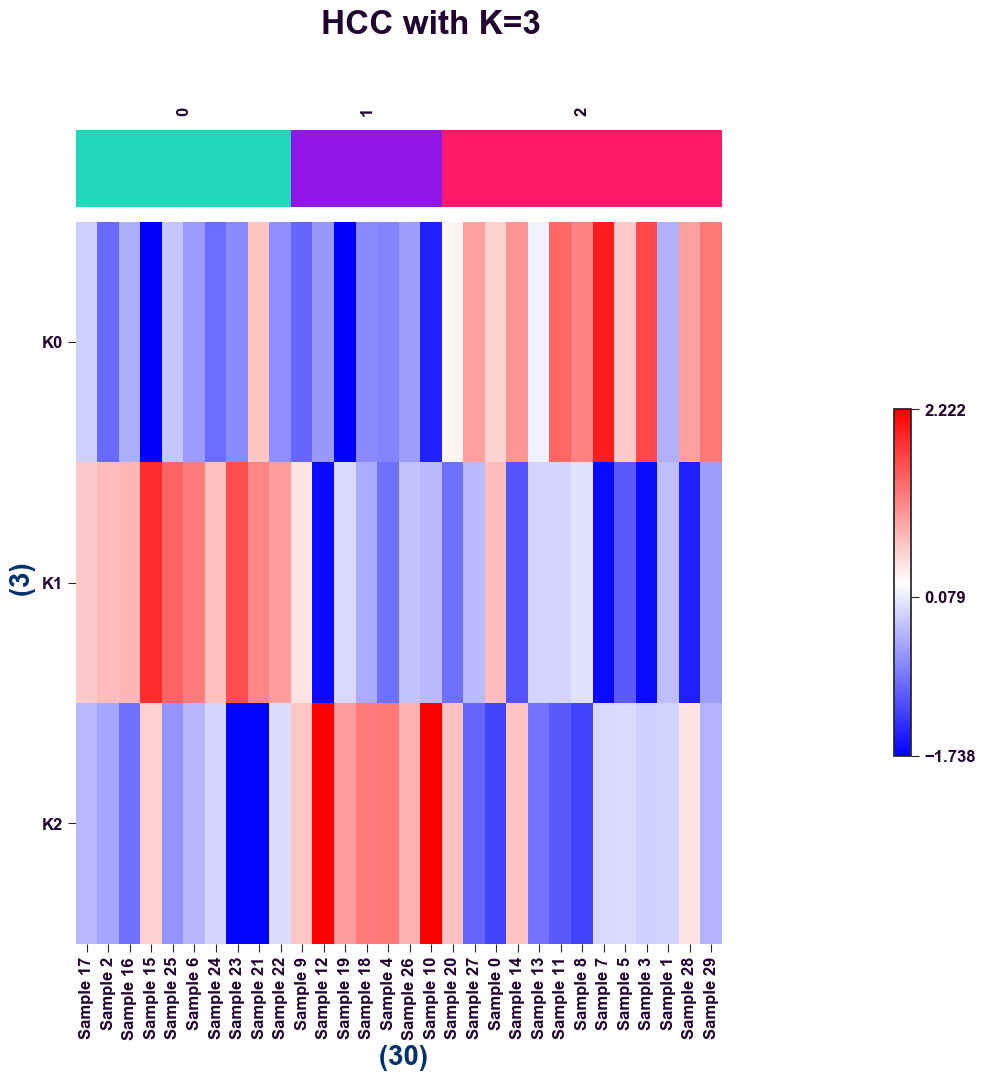 HCC with K=3
0
1
2
K0
K1
K2
(3)
2.222
0.079
−1.738
Sample 17
Sample 2
Sample 16
Sample 15
Sample 25
Sample 6
Sample 24
Sample 23
Sample 21
Sample 22
Sample 9
Sample 12
Sample 19
Sample 18
Sample 4
Sample 26
Sample 10
Sample 20
Sample 27
Sample 0
Sample 14
Sample 13
Sample 11
Sample 8
Sample 7
Sample 5
Sample 3
Sample 1
Sample 28
Sample 29
(30)